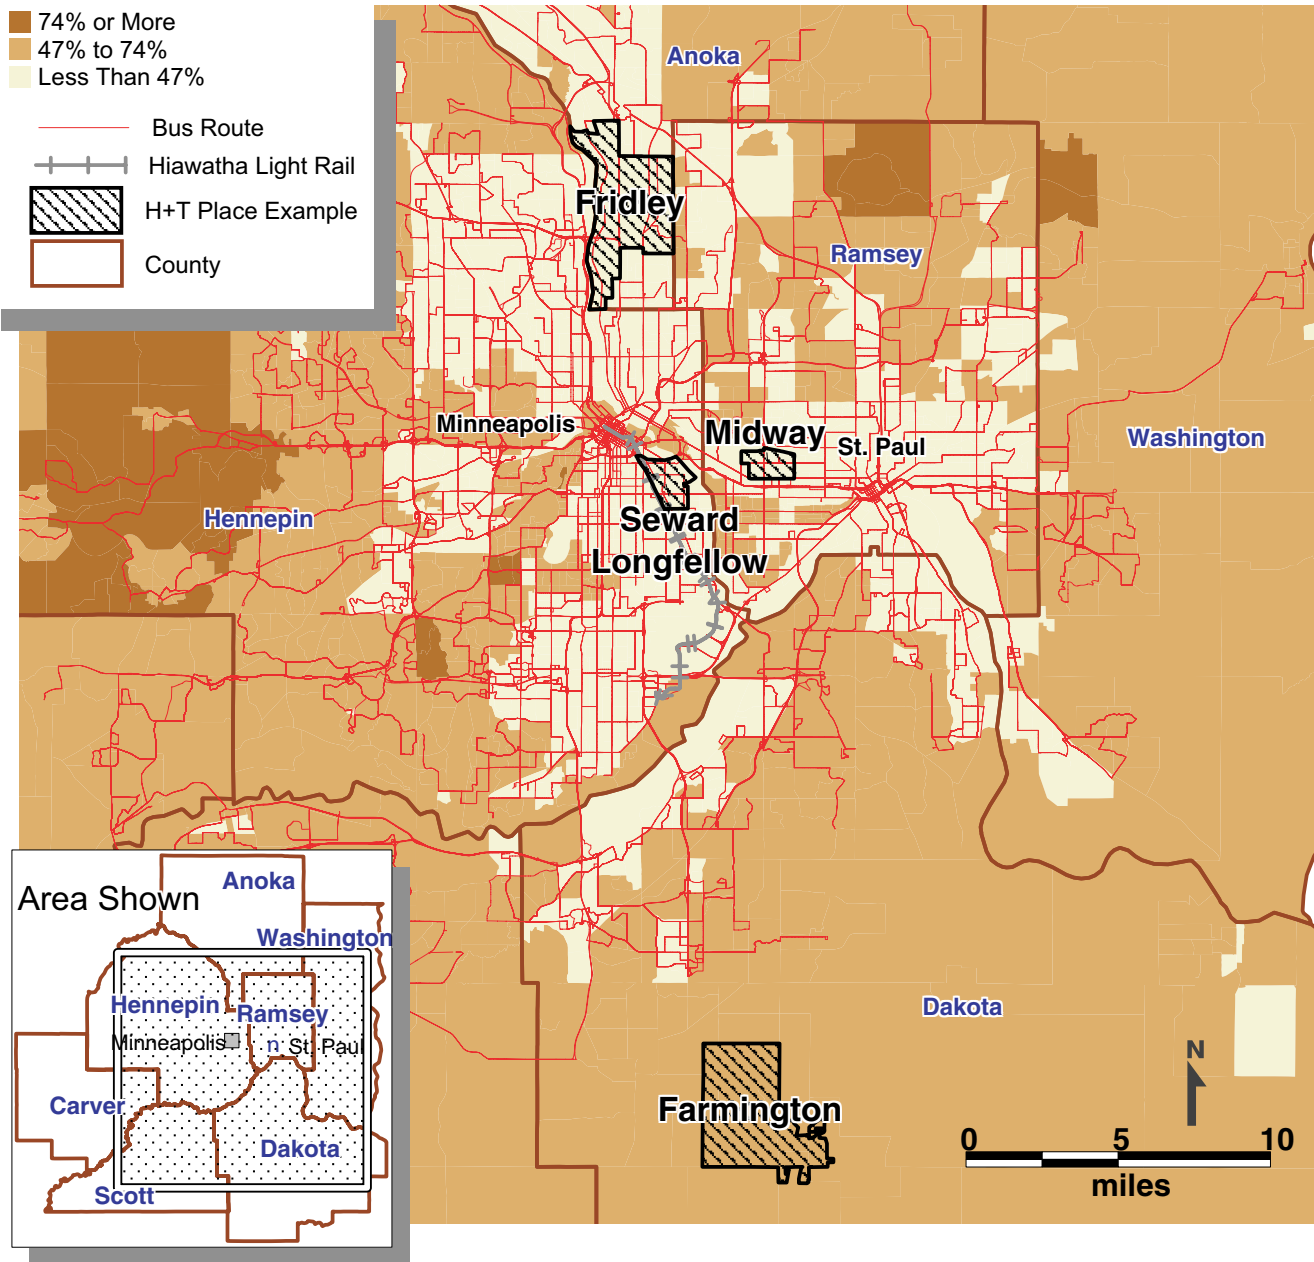 74% or More
47% to 74%
Less Than 47%
Bus Route
Hiawatha Light Rail
H+T Place Example
County
Anoka
Fridley
Ramsey
Minneapolis
Midway
St. Paul
Washington
Hennepin
Seward
Longfellow
Dakota
Farmington
N
0 5 10
miles
Area Shown
Anoka
Washington
Hennepin
Ramsey
Minneapolis
n St. Paul
Carver
Dakota
Scott